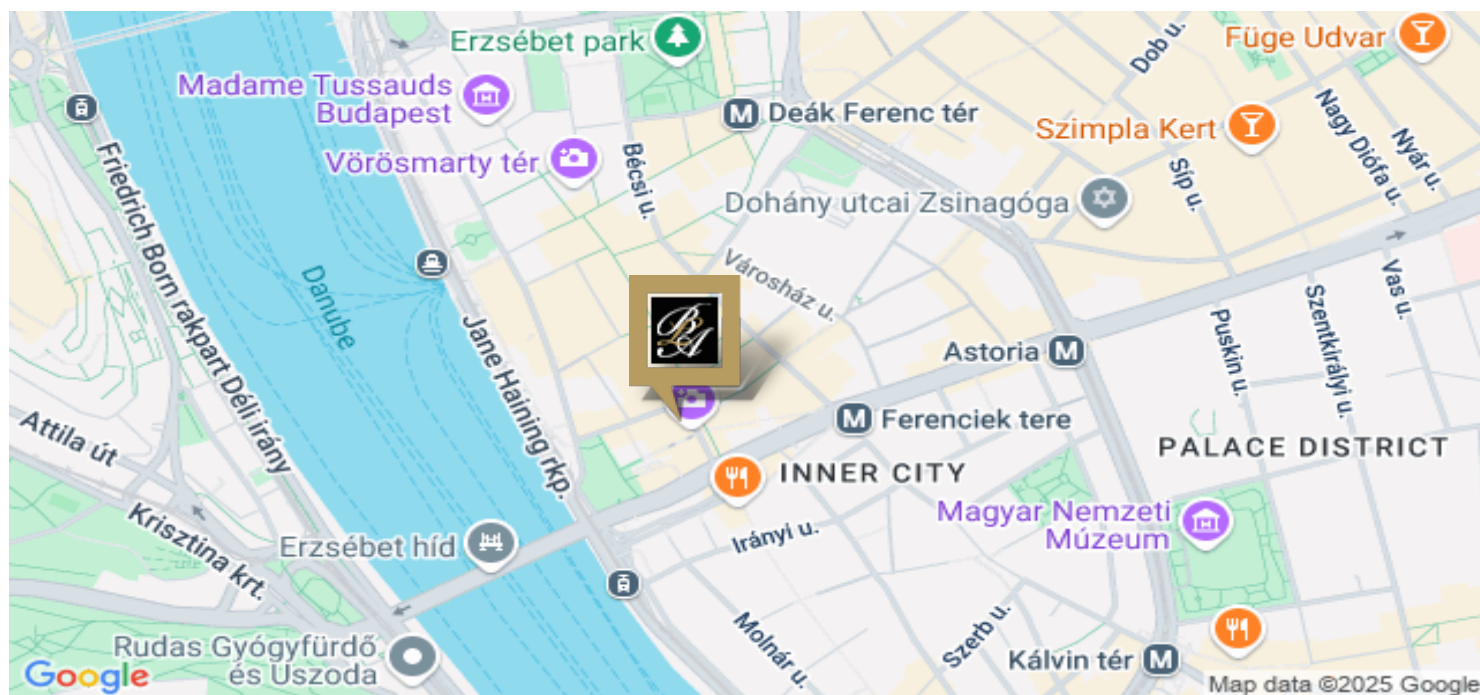 Erzsébet park
Füge Udvar
Dob u.
Madame Tussauds
Budapest
Deák Ferenc tér
Szimpla Kert
Nagy Diófa u.
Nyár u.
Vörösmarty tér
Bécsi u.
Síp u.
Dohány utcai Zsinagóga
Friedrich Born rakpart Déli irány
Danube
Városház u.
Vas u.
Szentkirályi u.
Puskin u.
Jane Haining rkp.
BLA
Astoria
Ferenciek tere
Attila út
PALACE DISTRICT
INNER CITY
Krisztina krt.
Magyar Nemzeti
Múzeum
Irányi u.
Erzsébet híd
Molnár u.
Szerb u.
Rudas Gyógyfürdő
és Uszoda
Kálvin tér
Google
Map data ©2025 Google